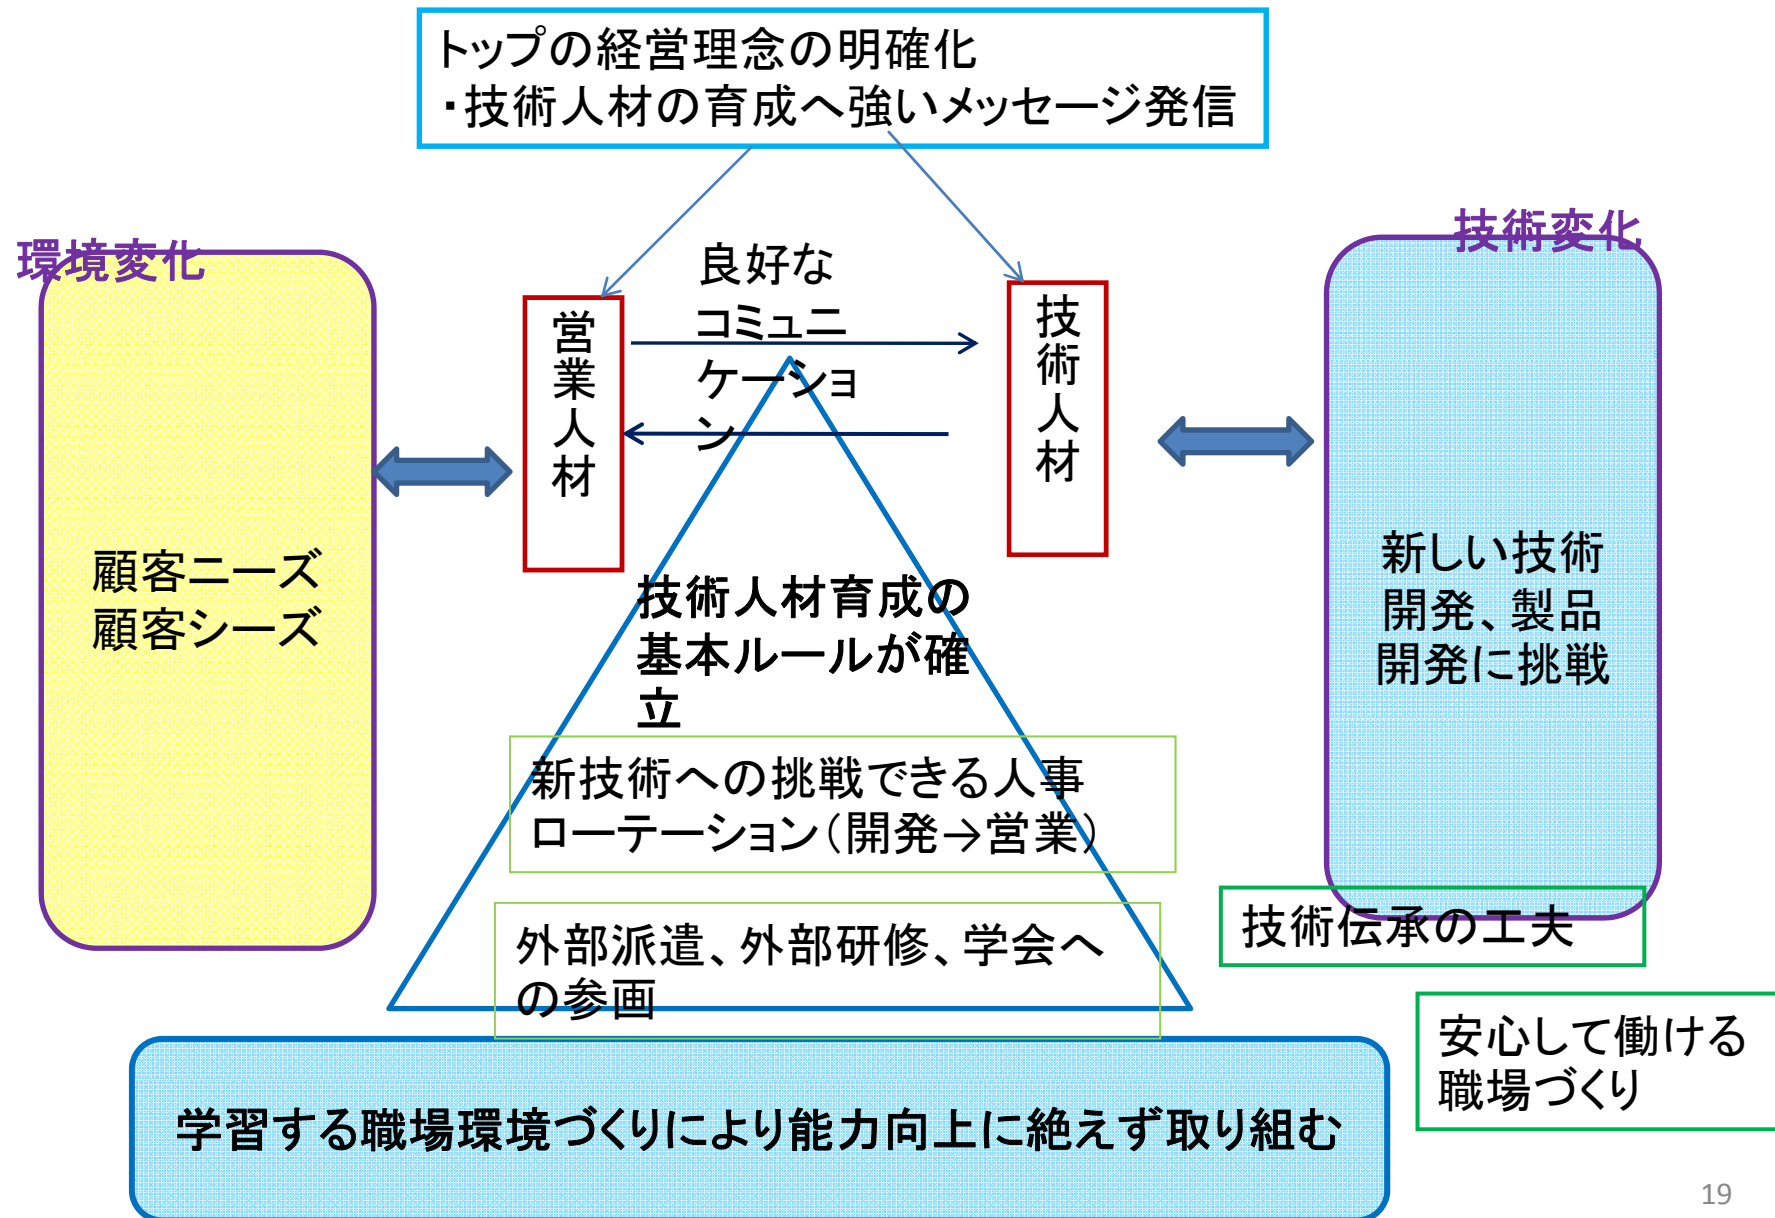 トップの経営理念の明確化
・技術人材の育成へ強いメッセージ発信
環境変化
技術変化
良好な
コミュニ
ケーショ
ン
営業人材
技術人材
顧客ニーズ
顧客シーズ
新しい技術
開発、製品
開発に挑戦
技術人材育成の
基本ルールが確
立
新技術への挑戦できる人事
ローテーション（開発→営業）
外部派遣、外部研修、学会へ
の参画
技術伝承の工夫
安心して働ける
職場づくり
学習する職場環境づくりにより能力向上に絶えず取り組む
19